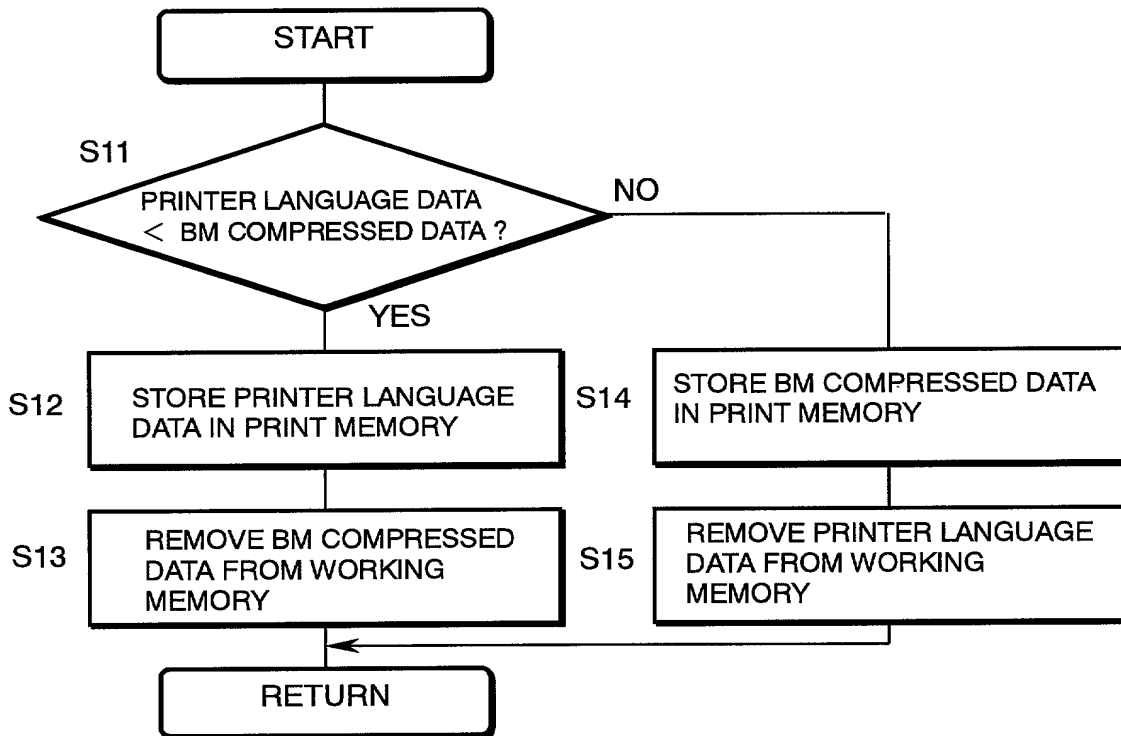 START
S11
PRINTER LANGUAGE DATA
< BM COMPRESSED DATA ?
NO
YES
S12
STORE PRINTER LANGUAGE
DATA IN PRINT MEMORY
S14
STORE BM COMPRESSED DATA
IN PRINT MEMORY
S13
REMOVE BM COMPRESSED
DATA FROM WORKING
MEMORY
S15
REMOVE PRINTER LANGUAGE
DATA FROM WORKING
MEMORY
RETURN